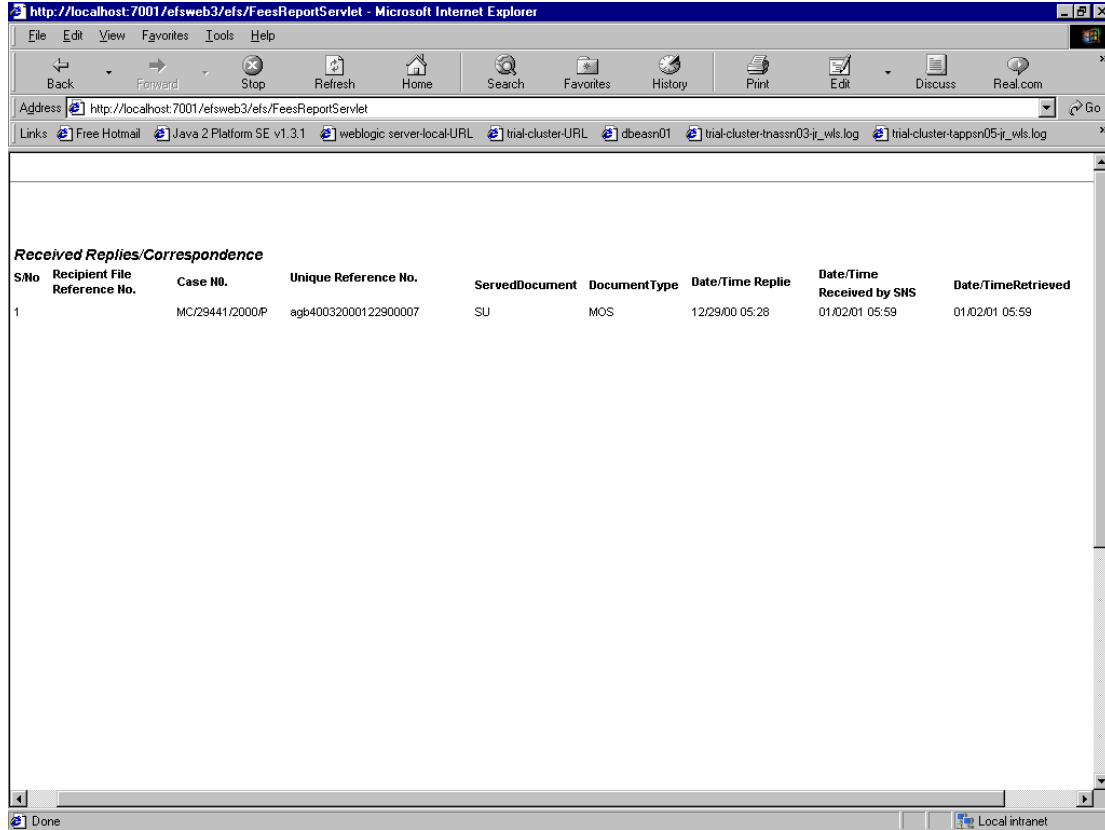 http://localhost:7001/efsweb3/efs/FeesReportServlet - Microsoft Internet Explorer
File Edit View Favorites Tools Help
Back Forward Stop Refresh Home Search Favorites History Print Edit Discuss Real.com
Address http://localhost:7001/efsweb3/efs/FeesReportServlet Go
Links Free Hotmail Java 2 Platform SE v1.3.1 weblogic server-local-URL trial-cluster-URL dbeasn01 trial-cluster-tnassn03-jr_wls.log trial-cluster-tappsn05-jr_wls.log
Received Replies/Correspondence
S/No Recipient File Reference No. Case N0. Unique Reference No. ServedDocument DocumentType Date/Time Replie Date/Time Received by SNS Date/TimeRetrieved
1 MC/29441/2000/P agb40032000122900007 SU MOS 12/29/00 05:28 01/02/01 05:59 01/02/01 05:59
Done Local intranet